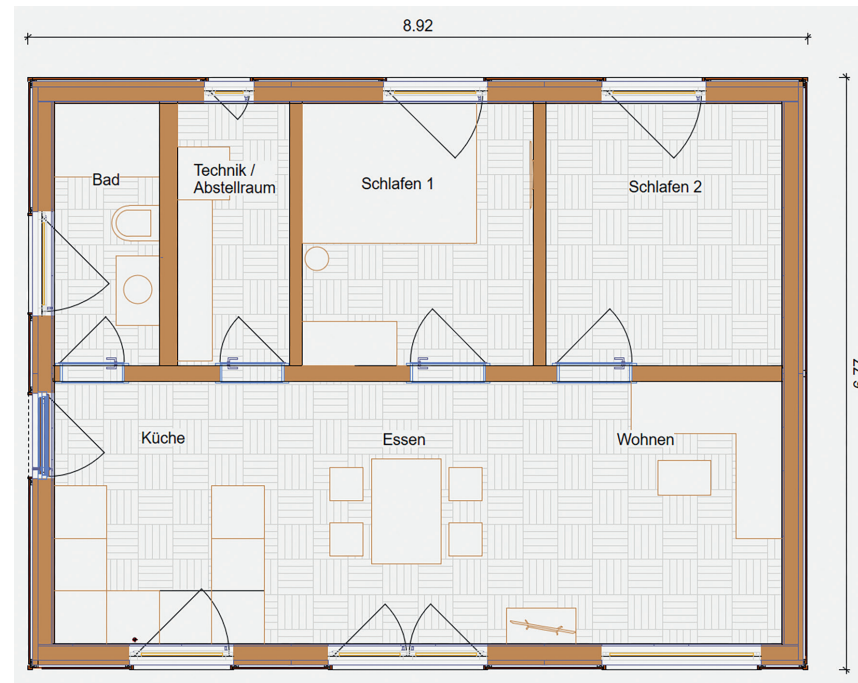 8.92
Bad
Technik /
Abstellraum
Schlafen 1
Schlafen 2
Küche
Essen
Wohnen